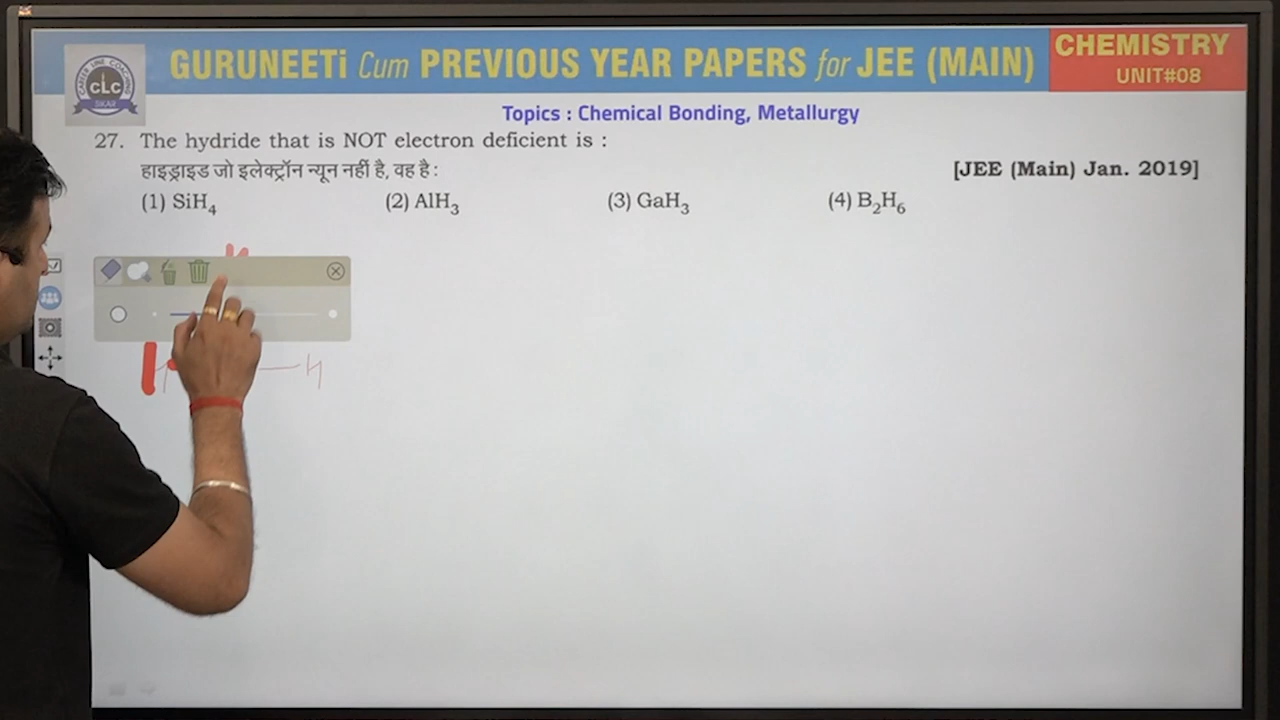 GURUNEETi Cum PREVIOUS YEAR PAPERS for JEE (MAIN)
CHEMISTRY
UNIT#08
CLC
SIKAR
Topics : Chemical Bonding, Metallurgy
27. The hydride that is NOT electron deficient is :
हाइड्राइड जो इलेक्ट्रॉन न्यून नहीं है, वह है :
[JEE (Main) Jan. 2019]
(1) SiH₄ (2) AlH₃ (3) GaH₃ (4) B₂H₆
H